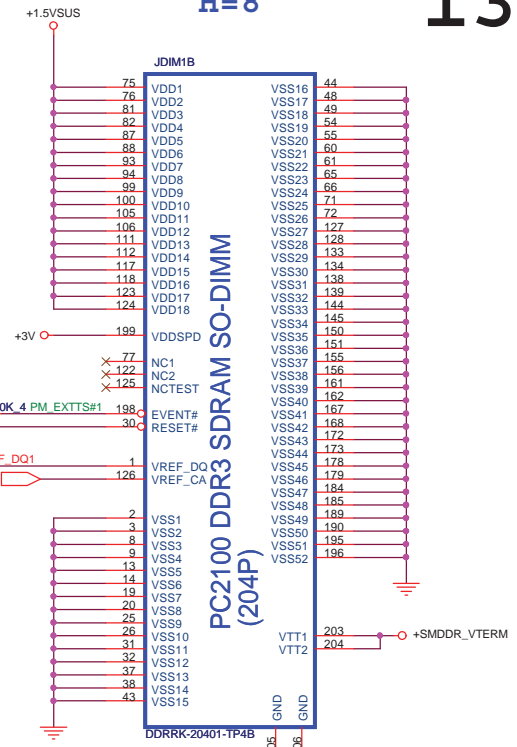 H=8
13
+1.5VSUS
JDIM1B
75 VDD1
76 VDD2
81 VDD3
82 VDD4
87 VDD5
88 VDD6
93 VDD7
94 VDD8
99 VDD9
100 VDD10
105 VDD11
106 VDD12
111 VDD13
112 VDD14
117 VDD15
118 VDD16
123 VDD17
124 VDD18
+3V 199 VDDSPD
77 NC1
122 NC2
125 NCTEST
0K_4 PM_EXTTS#1 198 EVENT#
30 RESET#
F_DQ1 1 VREF_DQ
126 VREF_CA
2 VSS1
3 VSS2
8 VSS3
9 VSS4
13 VSS5
14 VSS6
19 VSS7
20 VSS8
25 VSS9
26 VSS10
31 VSS11
32 VSS12
37 VSS13
38 VSS14
43 VSS15
PC2100 DDR3 SDRAM SO-DIMM
(204P)
VSS16 44
VSS17 48
VSS18 49
VSS19 54
VSS20 55
VSS21 60
VSS22 61
VSS23 65
VSS24 66
VSS25 71
VSS26 72
VSS27 127
VSS28 128
VSS29 133
VSS30 134
VSS31 138
VSS32 139
VSS33 144
VSS34 145
VSS35 150
VSS36 151
VSS37 155
VSS38 156
VSS39 161
VSS40 162
VSS41 167
VSS42 168
VSS43 172
VSS44 173
VSS45 178
VSS46 179
VSS47 184
VSS48 185
VSS49 189
VSS50 190
VSS51 195
VSS52 196
VTT1 203 +SMDDR_VTERM
VTT2 204
GND
GND
DDRRK-20401-TP4B